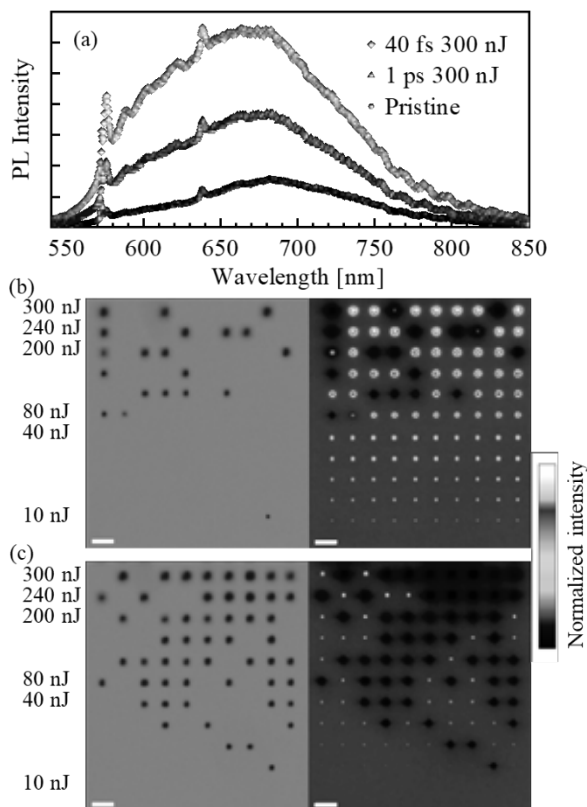 (a)
40 fs 300 nJ
1 ps 300 nJ
Pristine
PL Intensity
550 600 650 700 750 800 850
Wavelength [nm]
(b)
300 nJ
240 nJ
200 nJ
80 nJ
40 nJ
10 nJ
(c)
300 nJ
240 nJ
200 nJ
80 nJ
40 nJ
10 nJ
Normalized intensity